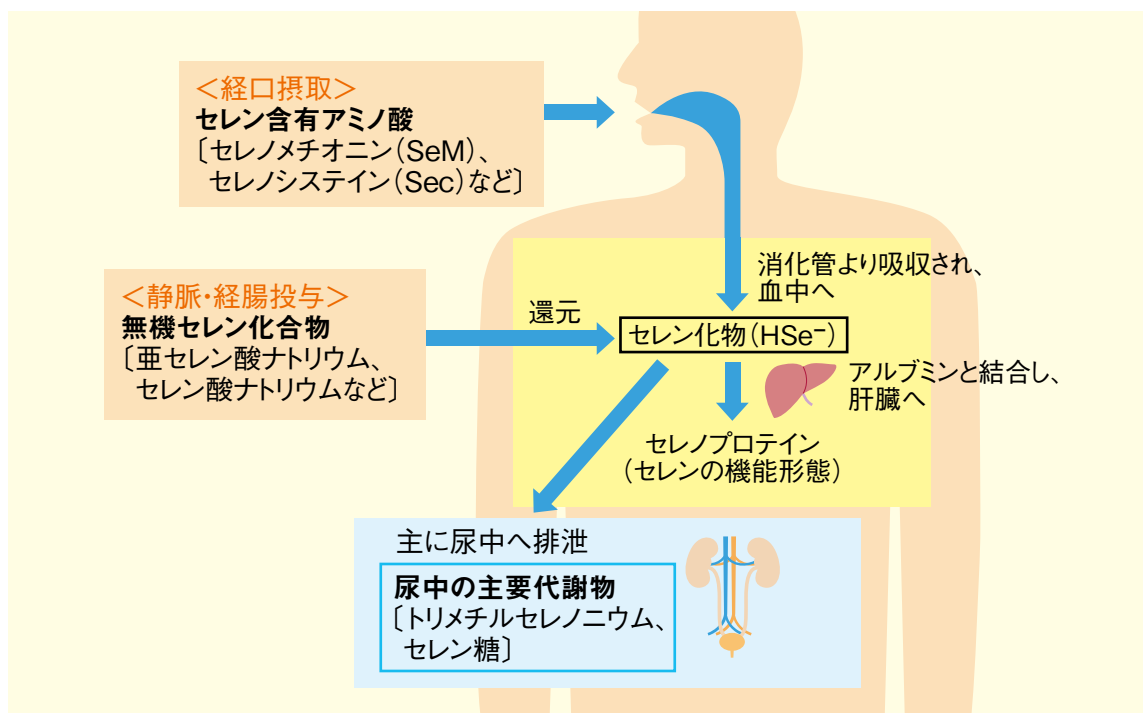 ＜経口摂取＞
セレン含有アミノ酸
〔セレノメチオニン（SeM）、
セレノシステイン（Sec）など〕
消化管より吸収され、
血中へ
＜静脈・経腸投与＞
無機セレン化合物
〔亜セレン酸ナトリウム、
セレン酸ナトリウムなど〕
還元
セレン化物（HSe⁻）
アルブミンと結合し、
肝臓へ
セレノプロテイン
（セレンの機能形態）
主に尿中へ排泄
尿中の主要代謝物
〔トリメチルセレノニウム、
セレン糖〕